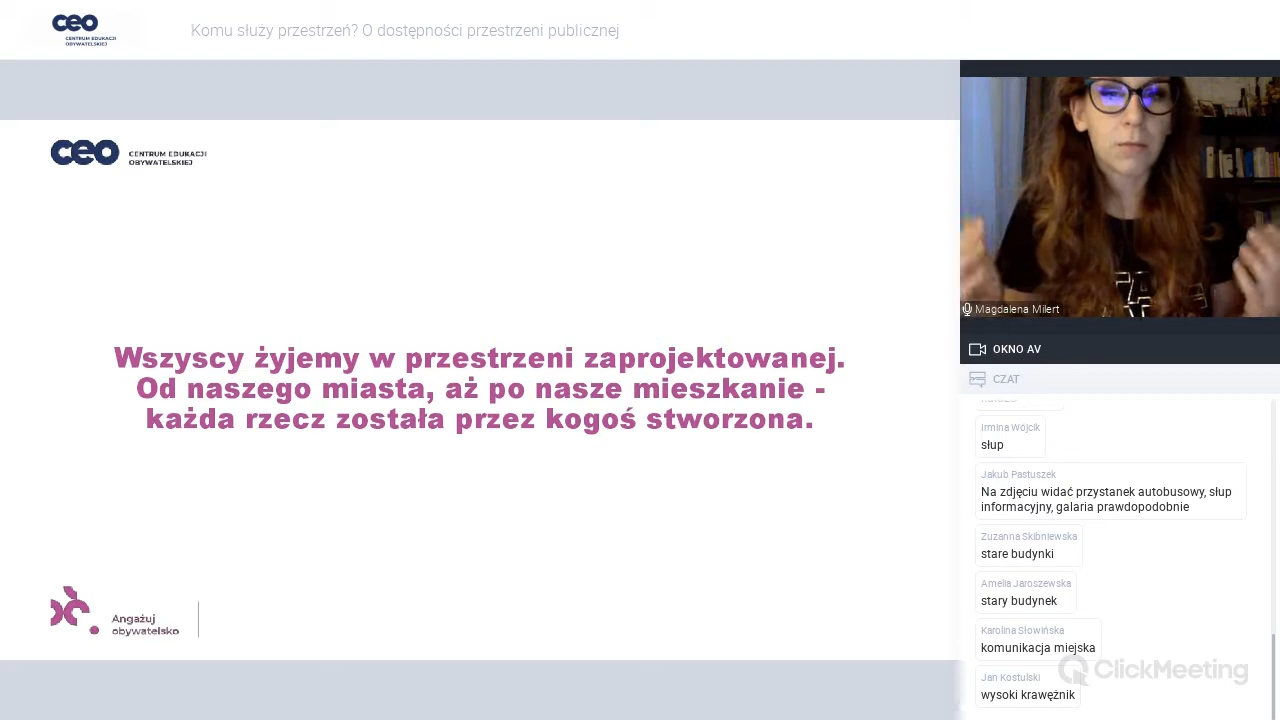 ceo
CENTRUM EDUKACJI
OBYWATELSKIEJ
Komu służy przestrzeń? O dostępności przestrzeni publicznej
ceo
CENTRUM EDUKACJI
OBYWATELSKIEJ
Wszyscy żyjemy w przestrzeni zaprojektowanej.
Od naszego miasta, aż po nasze mieszkanie -
każda rzecz została przez kogoś stworzona.
Angażuj
obywatelsko
Magdalena Milert
OKNO AV
CZAT
Irmina Wójcik
słup
Jakub Pastuszek
Na zdjęciu widać przystanek autobusowy, słup
informacyjny, galaria prawdopodobnie
Zuzanna Skibniewska
stare budynki
Amelia Jaroszewska
stary budynek
Karolina Słowińska
komunikacja miejska
ClickMeeting
Jan Kostulski
wysoki krawężnik